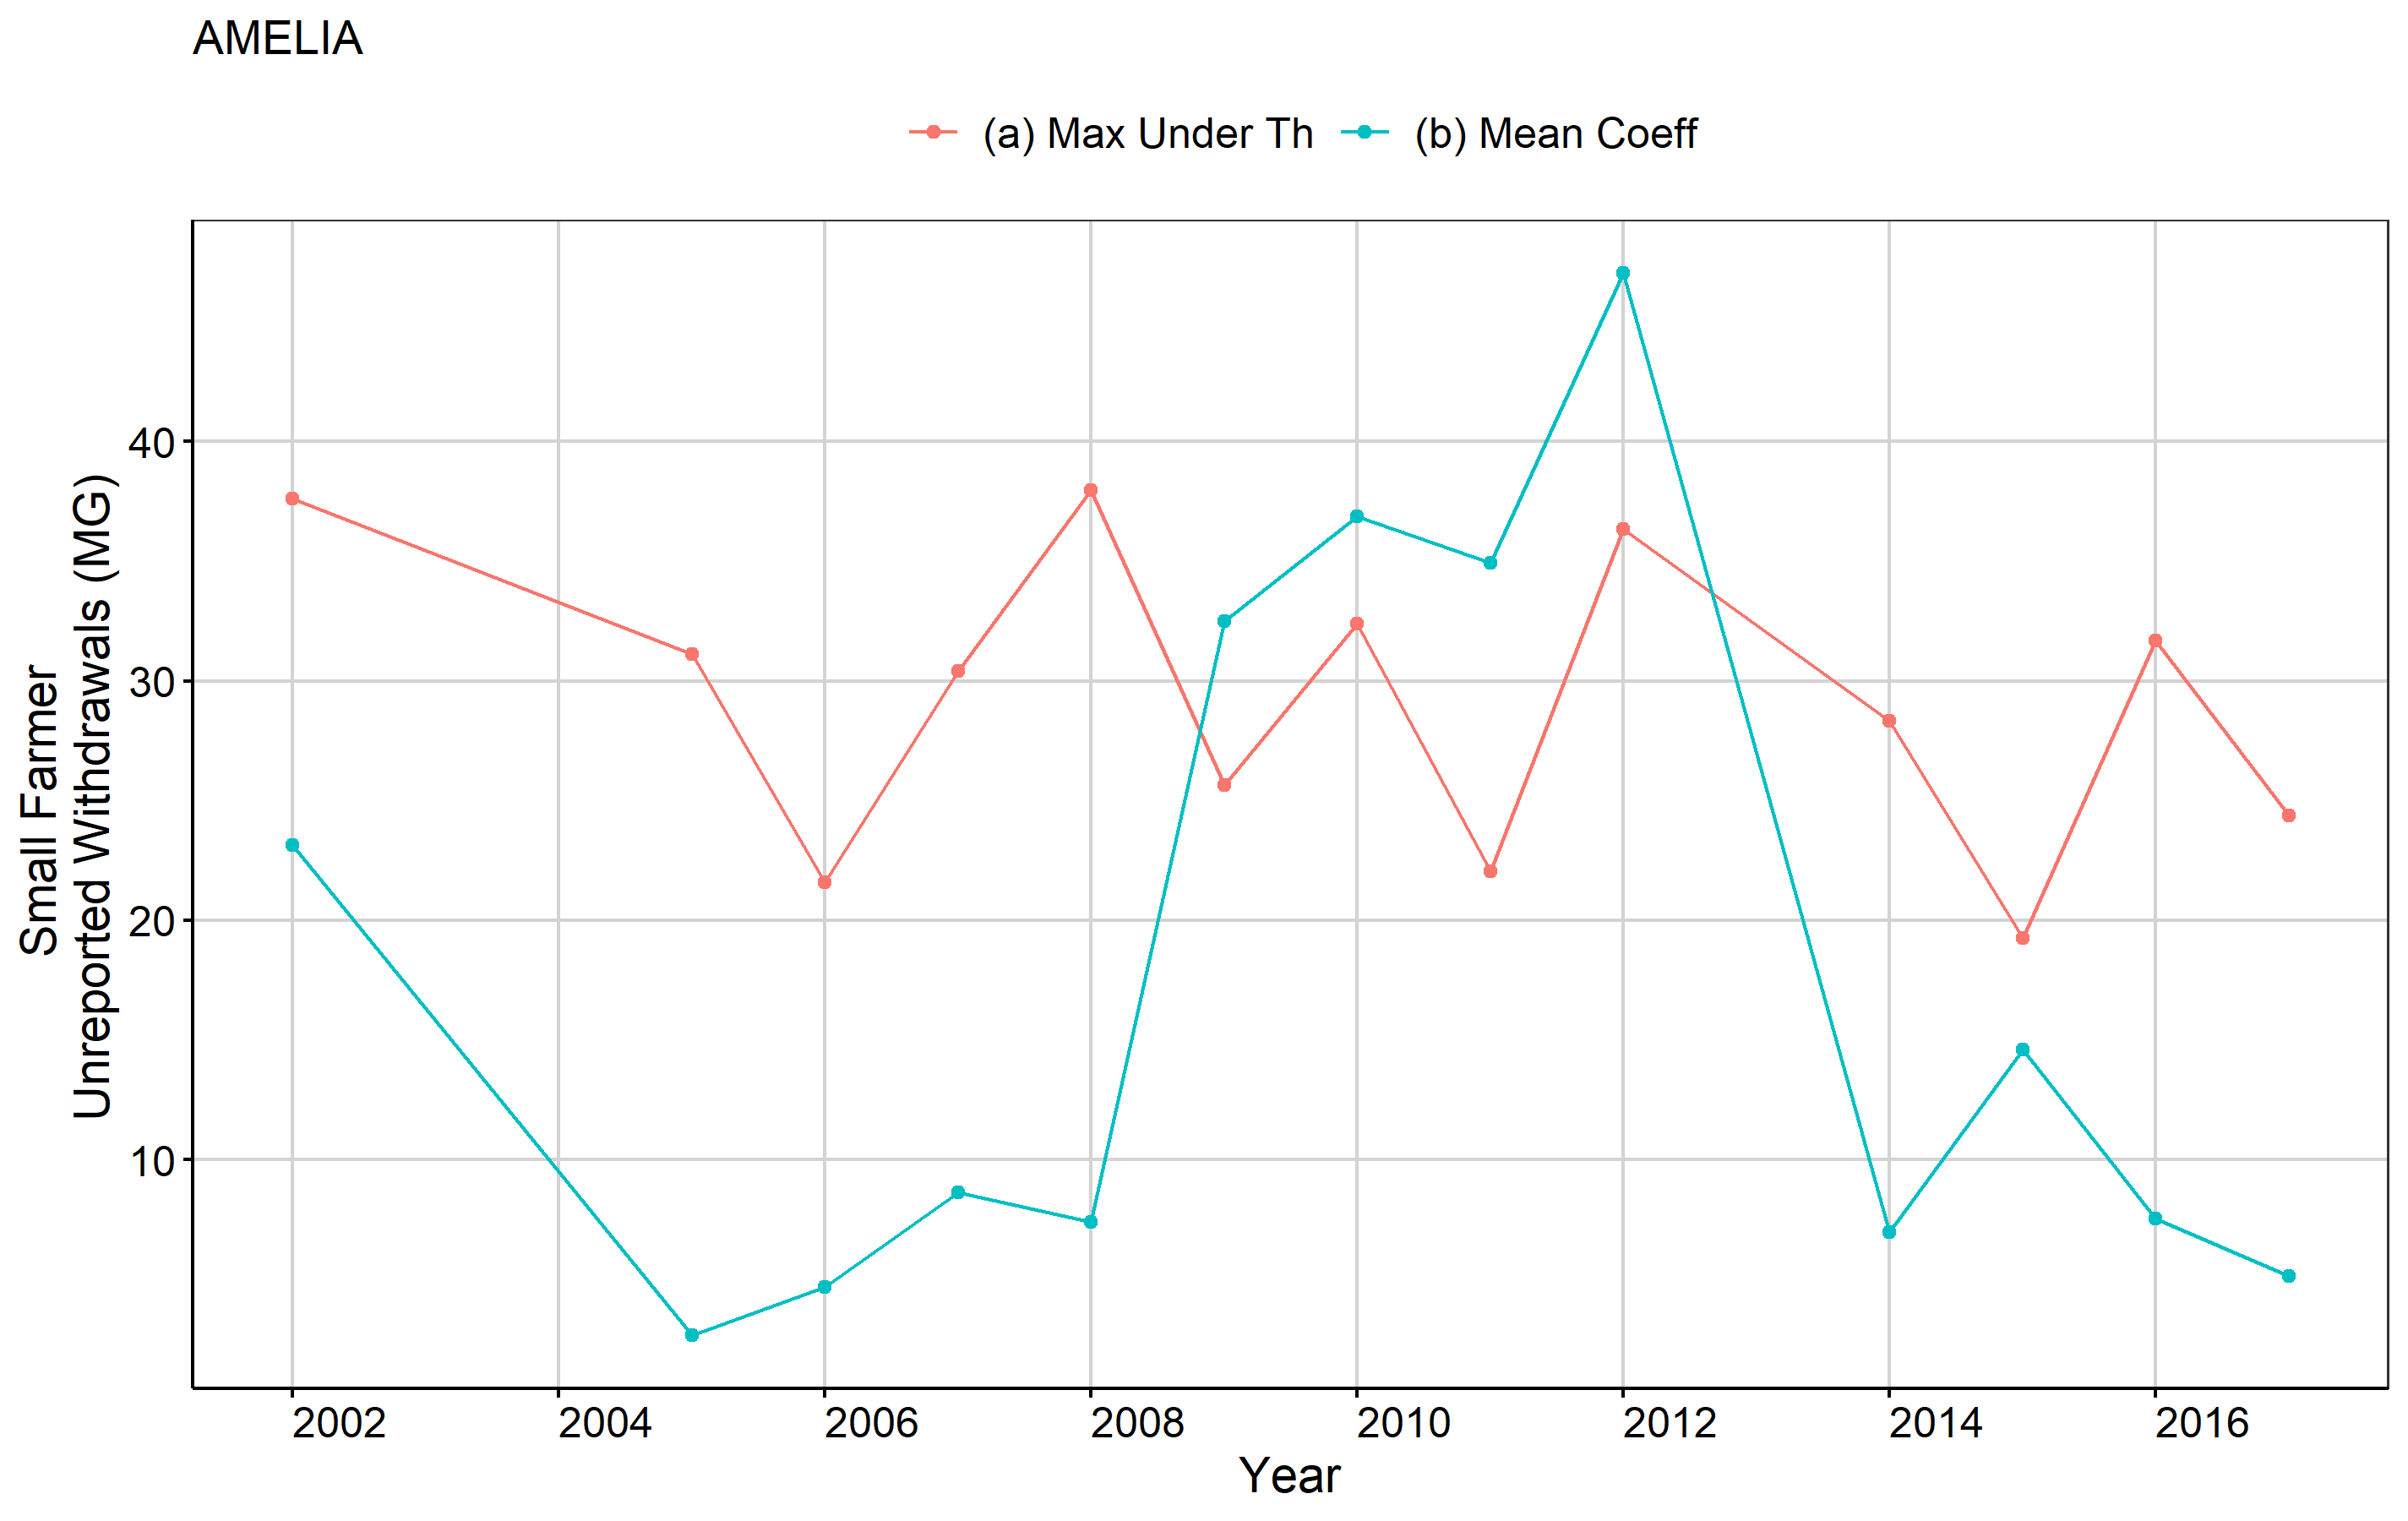 AMELIA
(a) Max Under Th (b) Mean Coeff
Small Farmer
Unreported Withdrawals (MG)
40
30
20
10
2002 2004 2006 2008 2010 2012 2014 2016
Year